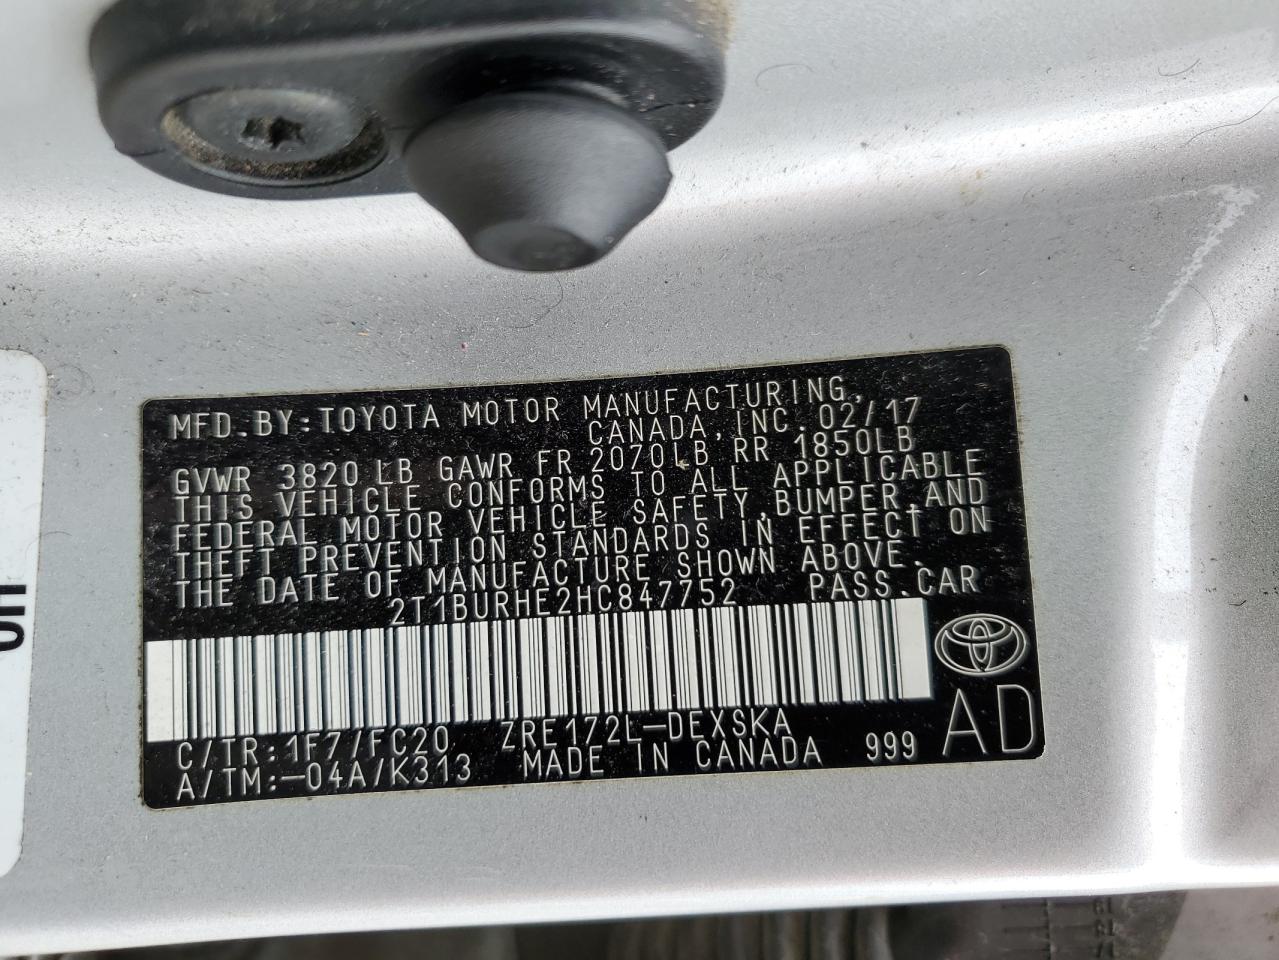 MFD.BY:TOYOTA MOTOR MANUFACTURING,
CANADA,INC.02/17
GVWR 3820LB GAWR FR 2070LB RR 1850LB
THIS VEHICLE CONFORMS TO ALL APPLICABLE
FEDERAL MOTOR VEHICLE SAFETY,BUMPER,AND
THEFT PREVENTION STANDARDS IN EFFECT ON
THE DATE OF MANUFACTURE SHOWN ABOVE.
2T1BURHE2HC847752 PASS.CAR
C/TR:1F7/FC20 ZRE172L-DEXSKA
A/TM:-04A/K313 MADE IN CANADA 999 AD